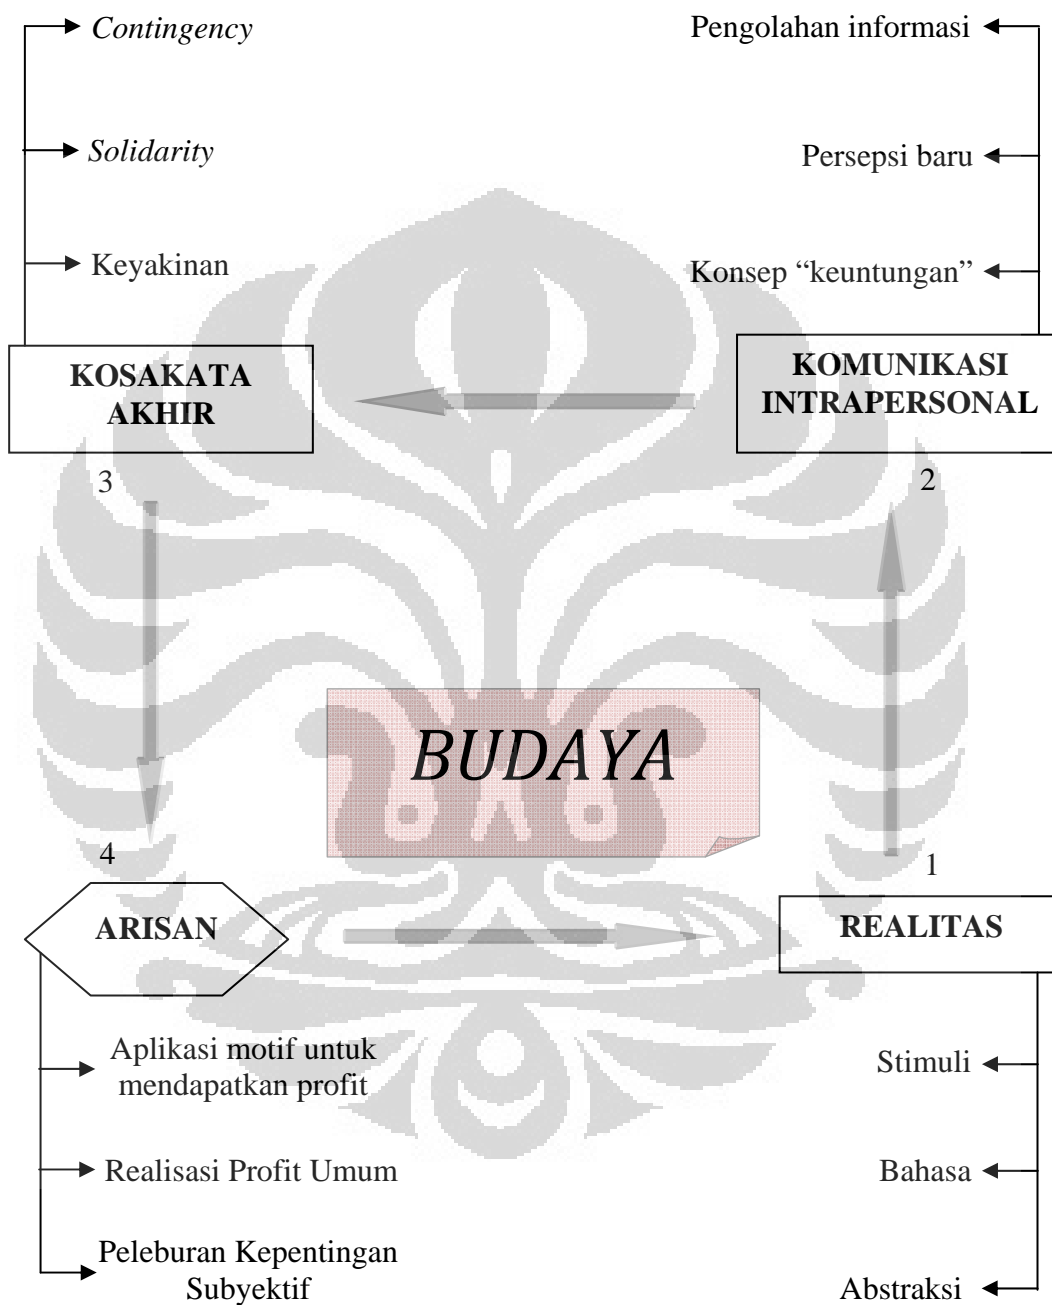 Contingency
Pengolahan informasi
Solidarity
Persepsi baru
Keyakinan
Konsep “keuntungan”
KOSAKATA
AKHIR
KOMUNIKASI
INTRAPERSONAL
3
2
BUDAYA
4
1
ARISAN
REALITAS
Aplikasi motif untuk
mendapatkan profit
Stimuli
Realisasi Profit Umum
Bahasa
Peleburan Kepentingan
Subyektif
Abstraksi